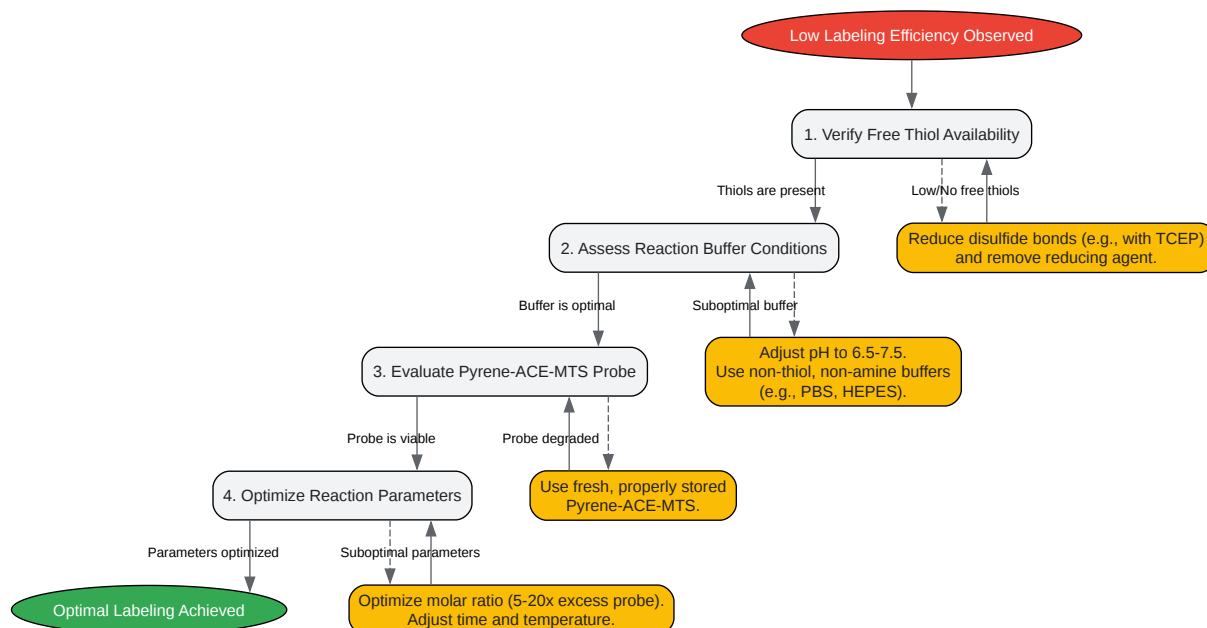 Low Labeling Efficiency Observed
1. Verify Free Thiol Availability
Thiols are present
Low/No free thiols
Reduce disulfide bonds (e.g., with TCEP)
and remove reducing agent.
2. Assess Reaction Buffer Conditions
Buffer is optimal
Suboptimal buffer
Adjust pH to 6.5-7.5.
Use non-thiol, non-amine buffers
(e.g., PBS, HEPES).
3. Evaluate Pyrene-ACE-MTS Probe
Probe is viable
Probe degraded
Use fresh, properly stored
Pyrene-ACE-MTS.
4. Optimize Reaction Parameters
Parameters optimized
Suboptimal parameters
Optimize molar ratio (5-20x excess probe).
Adjust time and temperature.
Optimal Labeling Achieved